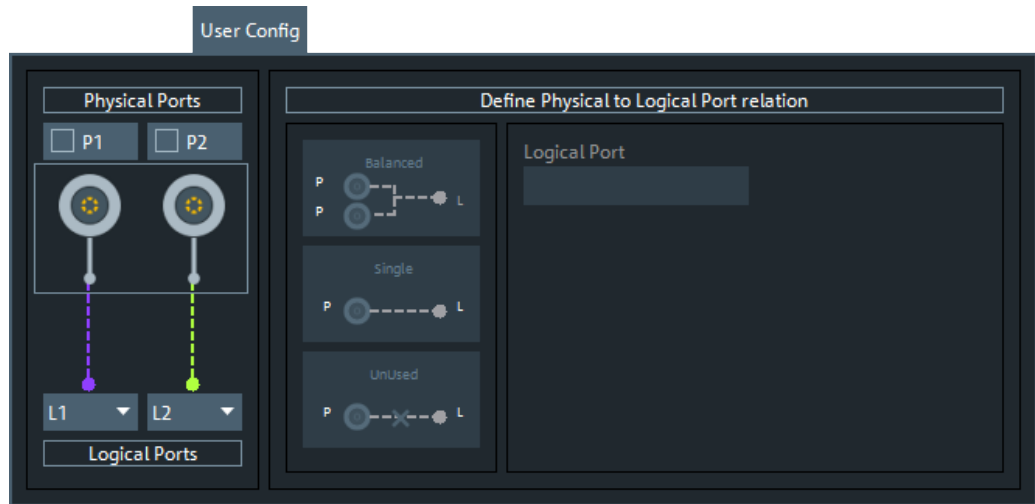 User Config
Physical Ports
P1
P2
L1
L2
Logical Ports
Define Physical to Logical Port relation
Balanced
P
P
L
Single
P
L
UnUsed
P
L
Logical Port